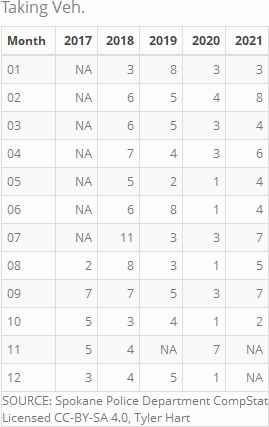 Taking Veh.
Month 2017 2018 2019 2020 2021
01 NA 3 8 3 3
02 NA 6 5 4 8
03 NA 6 5 3 4
04 NA 7 4 3 6
05 NA 5 2 1 4
06 NA 6 8 1 4
07 NA 11 3 3 7
08 2 8 3 1 5
09 7 7 5 3 7
10 5 3 4 1 2
11 5 4 NA 7 NA
12 3 4 5 1 NA
SOURCE: Spokane Police Department CompStat
Licensed CC-BY-SA 4.0, Tyler Hart